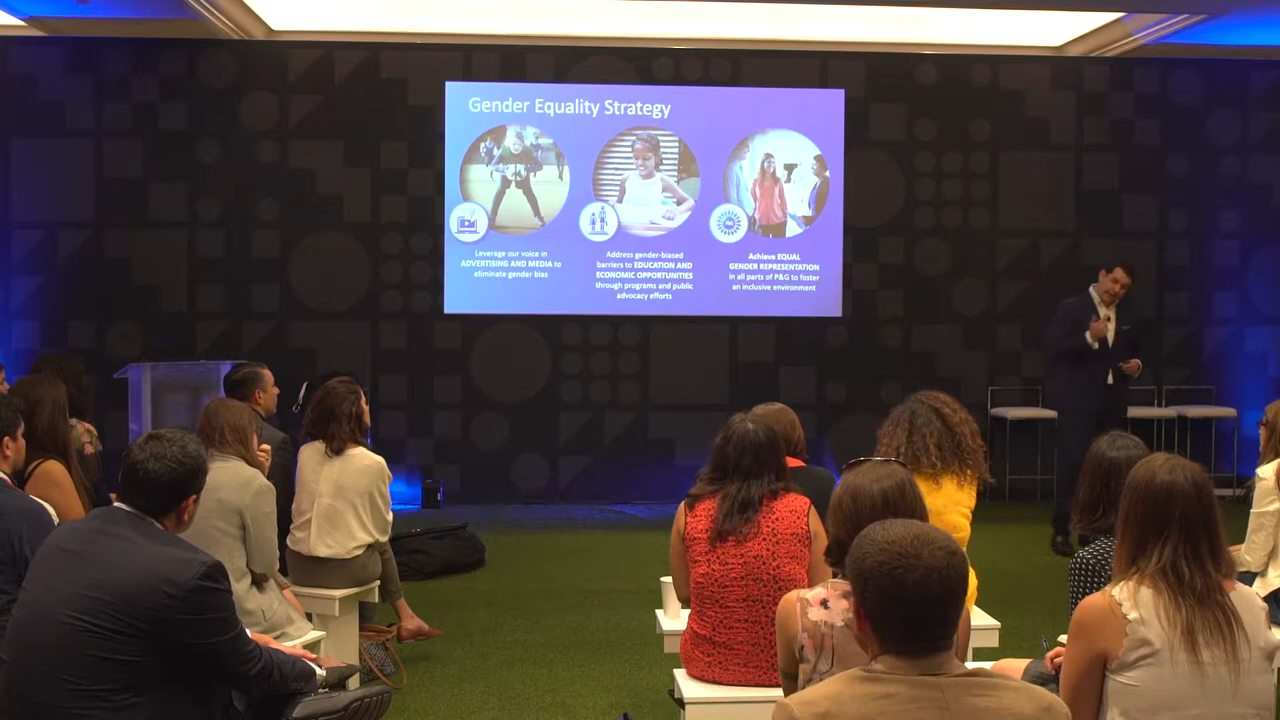 Gender Equality Strategy
Leverage our voice in
ADVERTISING AND MEDIA to
eliminate gender bias
Address gender-biased
barriers to EDUCATION AND
ECONOMIC OPPORTUNITIES
through programs and public
advocacy efforts
Achieve EQUAL
GENDER REPRESENTATION
in all parts of P&G to foster
an inclusive environment